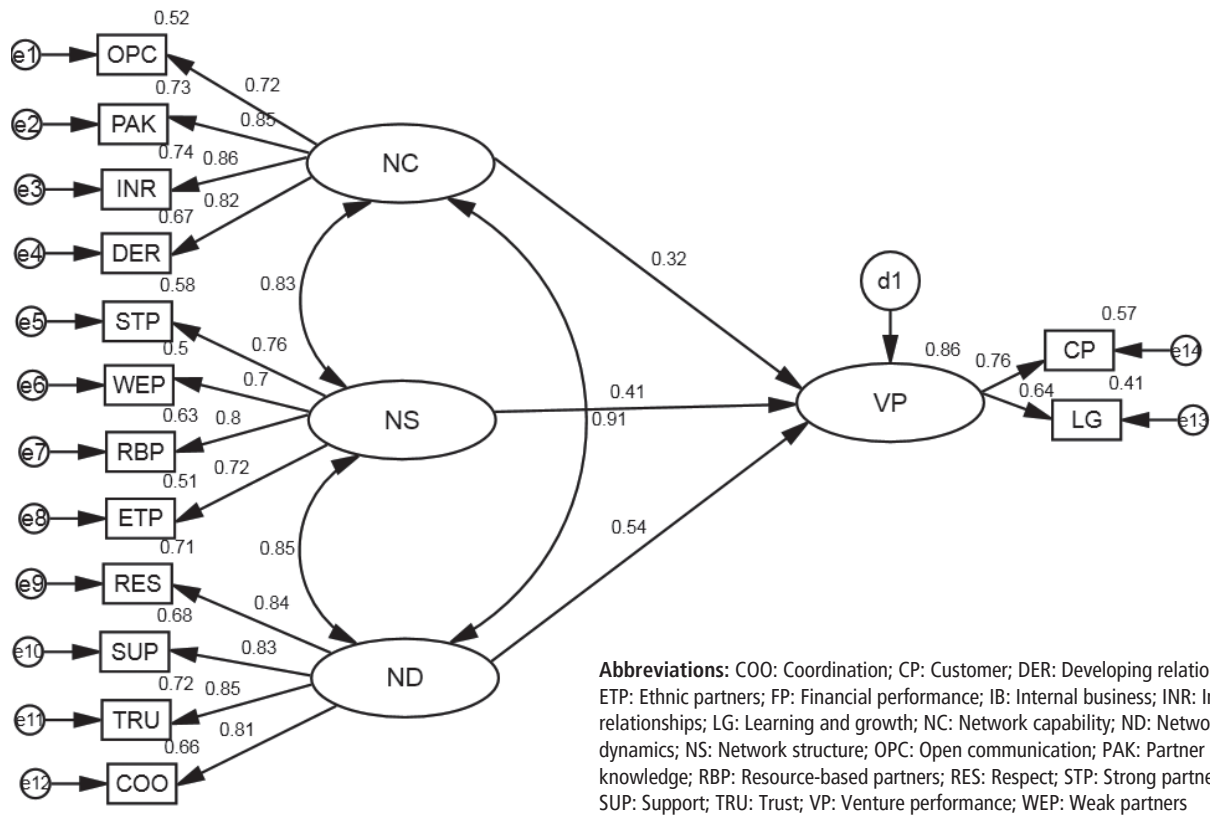 0.52
e1 OPC
0.72
0.73
e2 PAK
0.85
NC
0.74 0.86
e3 INR
0.82
0.67
e4 DER
0.32
0.58
0.83
d1
e5 STP
0.76
0.5
0.57
0.86 0.76 CP e14
e6 WEP
0.7
0.64 0.41
0.63 0.8
NS
0.41
0.91
VP
LG e13
e7 RBP
0.72
0.51
e8 ETP
0.54
0.71
0.85
e9 RES
0.84
0.68
e10 SUP
0.83
ND
0.72 0.85
e11 TRU
0.81
0.66
e12 COO
Abbreviations: COO: Coordination; CP: Customer; DER: Developing
ETP: Ethnic partners; FP: Financial performance; IB: Internal business; INR:
relationships; LG: Learning and growth; NC: Network capability; ND:
dynamics; NS: Network structure; OPC: Open communication; PAK: Partner
knowledge; RBP: Resource-based partners; RES: Respect; STP: Strong
SUP: Support; TRU: Trust; VP: Venture performance; WEP: Weak partners